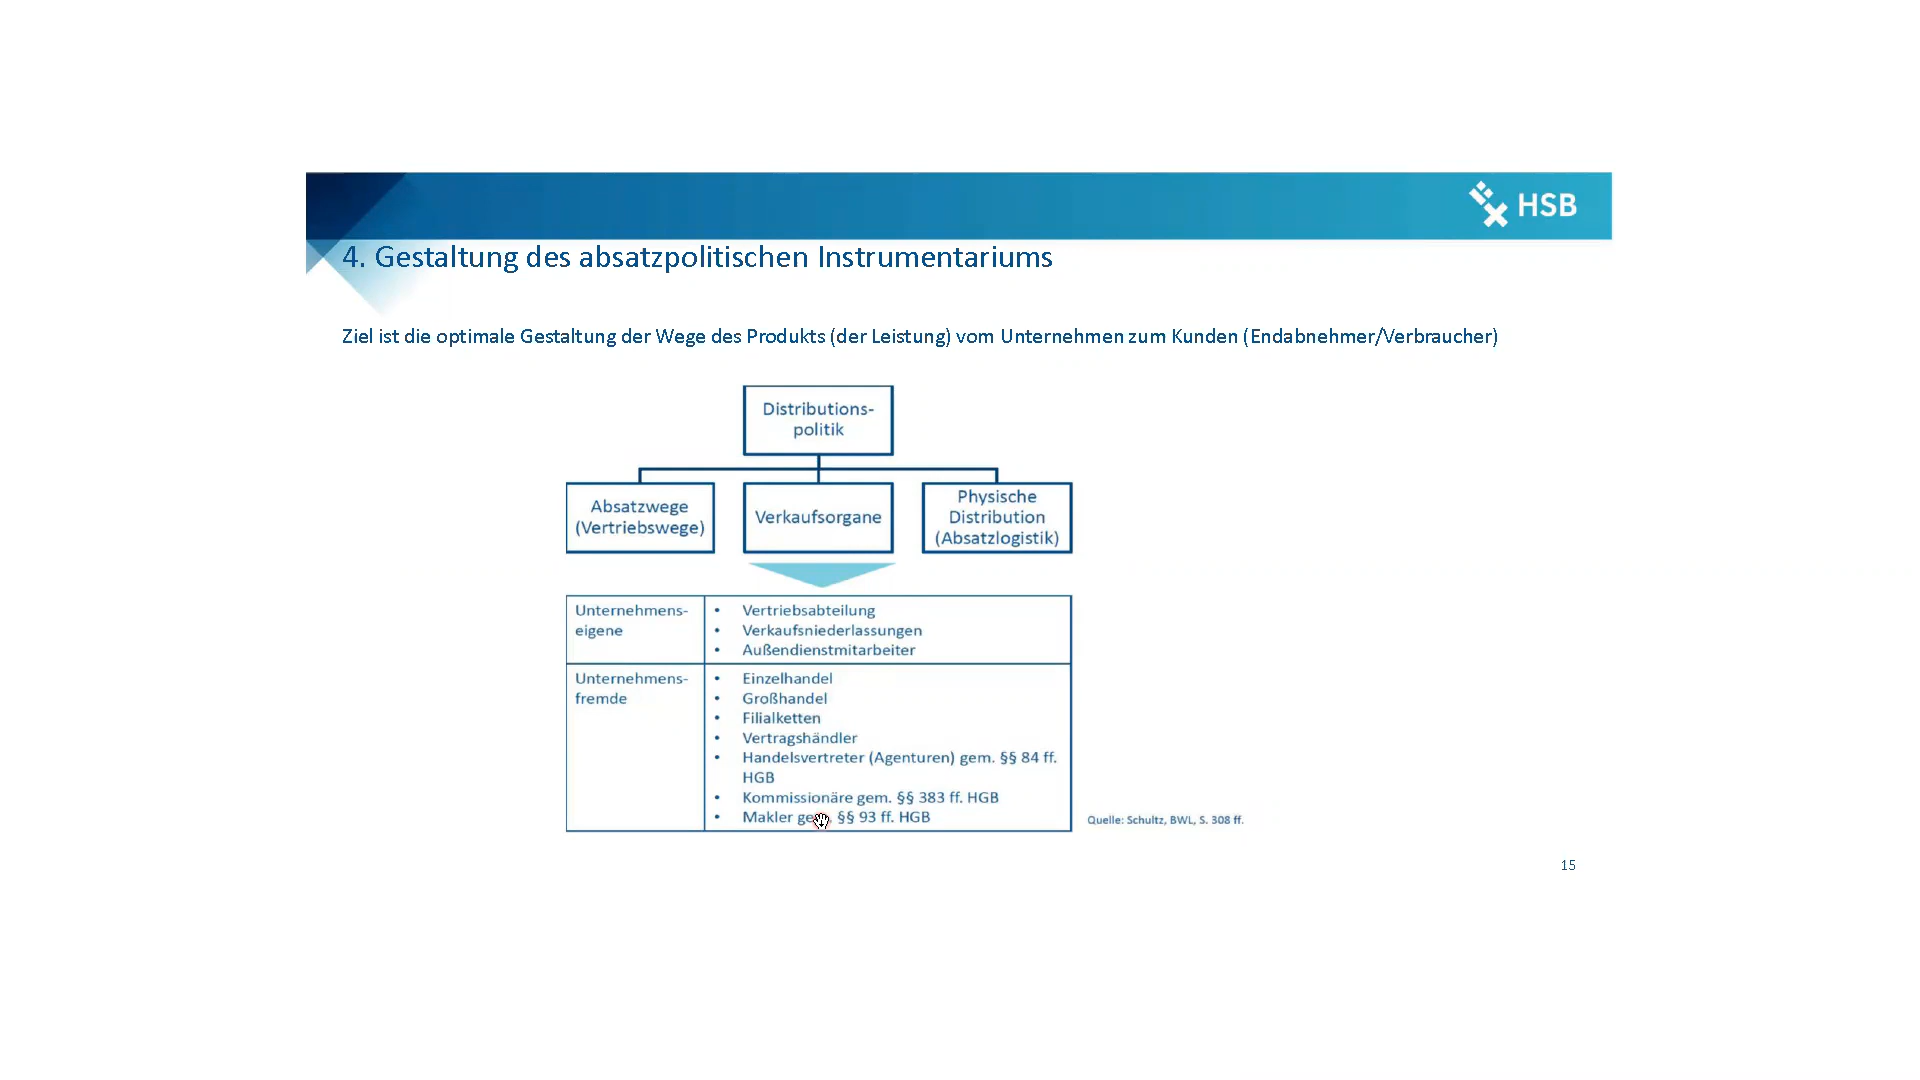 HSB
4. Gestaltung des absatzpolitischen Instrumentariums
Ziel ist die optimale Gestaltung der Wege des Produkts (der Leistung) vom Unternehmen zum Kunden (Endabnehmer/Verbraucher)
Distributions-
politik
Absatzwege
(Vertriebswege)
Verkaufsorgane
Physische
Distribution
(Absatzlogistik)
Unternehmens-
eigene
• Vertriebsabteilung
• Verkaufsniederlassungen
• Außendienstmitarbeiter
Unternehmens-
fremde
• Einzelhandel
• Großhandel
• Filialketten
• Vertragshändler
• Handelsvertreter (Agenturen) gem. §§ 84 ff.
HGB
• Kommissionäre gem. §§ 383 ff. HGB
• Makler §§ 93 ff. HGB
Quelle: Schultz, BWL, S. 308 ff.
15